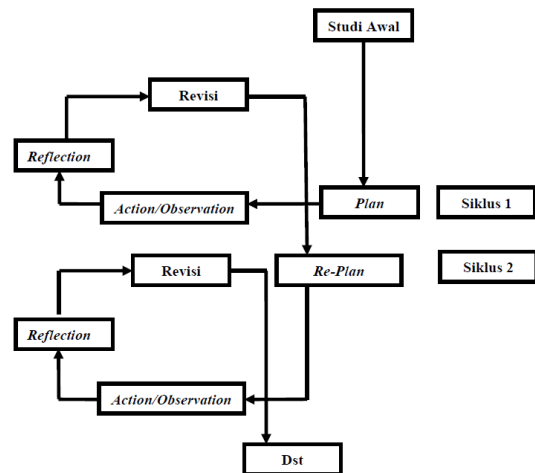 Studi Awal
Revisi
Reflection
Action/Observation
Plan
Siklus 1
Revisi
Re-Plan
Siklus 2
Reflection
Action/Observation
Dst